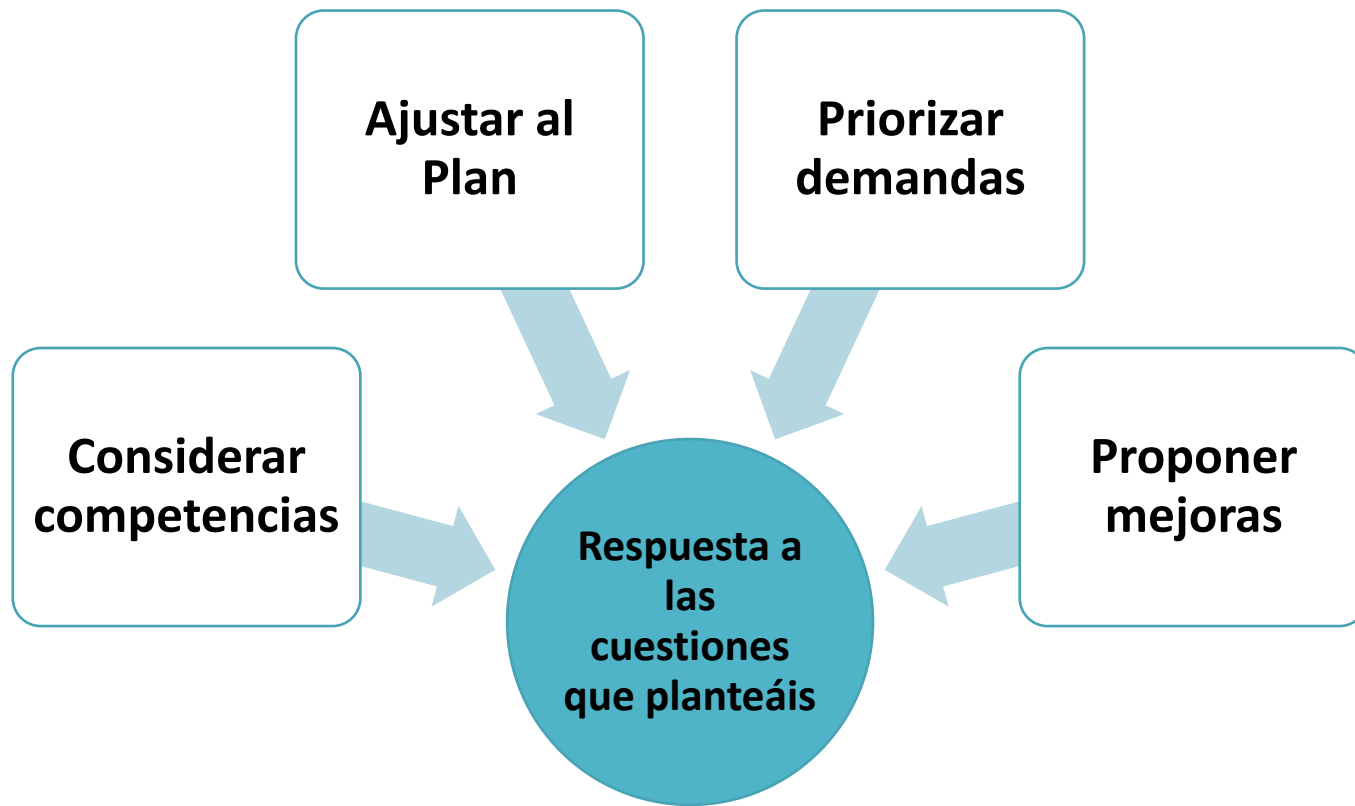 Ajustar al
Plan
Priorizar
demandas
Considerar
competencias
Proponer
mejoras
Respuesta a
las
cuestiones
que planteáis